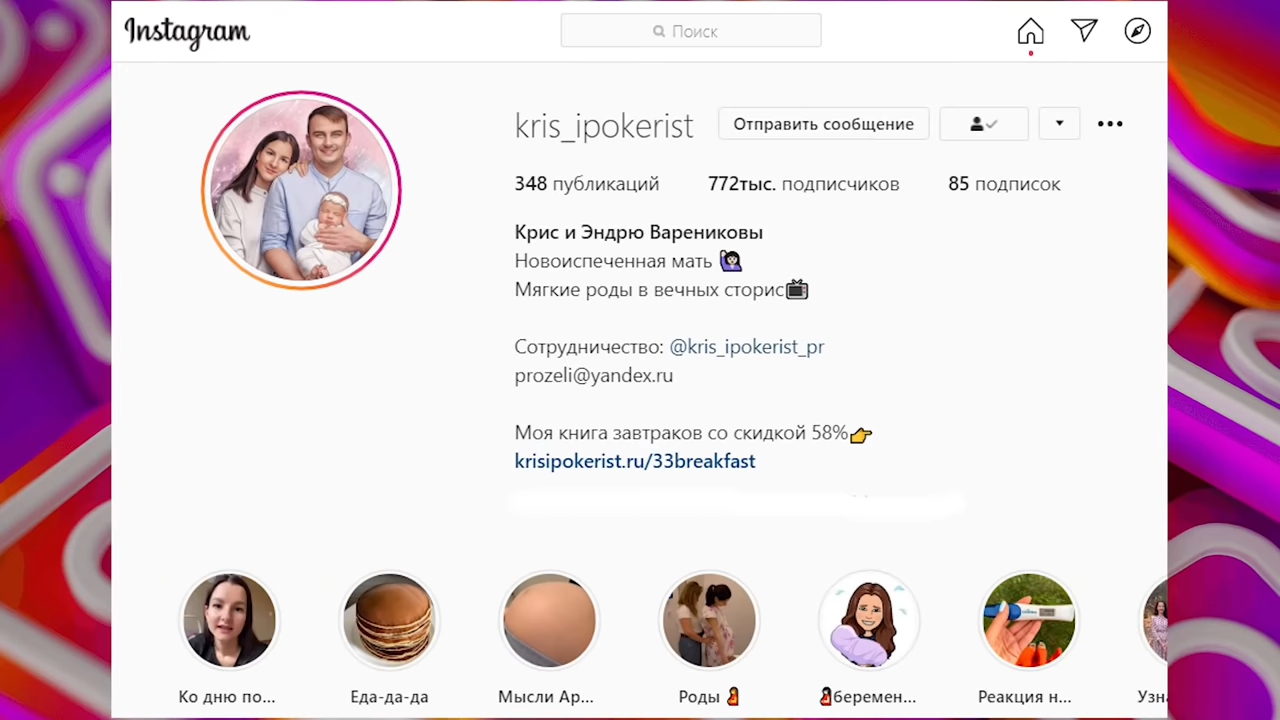 Instagram
Поиск
kris_ipokerist
Отправить сообщение
348 публикаций 772тыс. подписчиков 85 подписок
Крис и Эндрю Варениковы
Новоиспеченная мать 🙋🏻‍♀️
Мягкие роды в вечных сторис📺
Сотрудничество: @kris_ipokerist_pr
prozeli@yandex.ru
Моя книга завтраков со скидкой 58%👉
krisipokerist.ru/33breakfast
Ко дню по... Еда-да-да Мысли Ар... Роды 🤰 🤰беремен... Реакция н... Узна